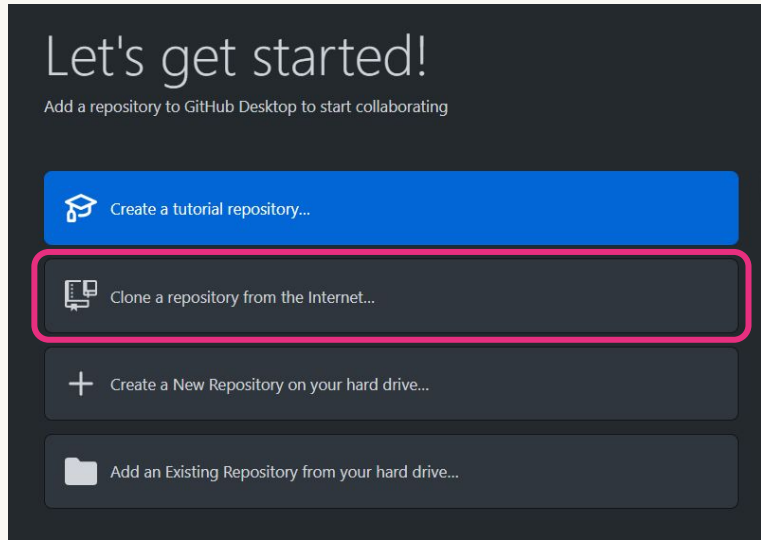 Let's get started!
Add a repository to GitHub Desktop to start collaborating
Create a tutorial repository...
Clone a repository from the Internet...
Create a New Repository on your hard drive...
Add an Existing Repository from your hard drive...